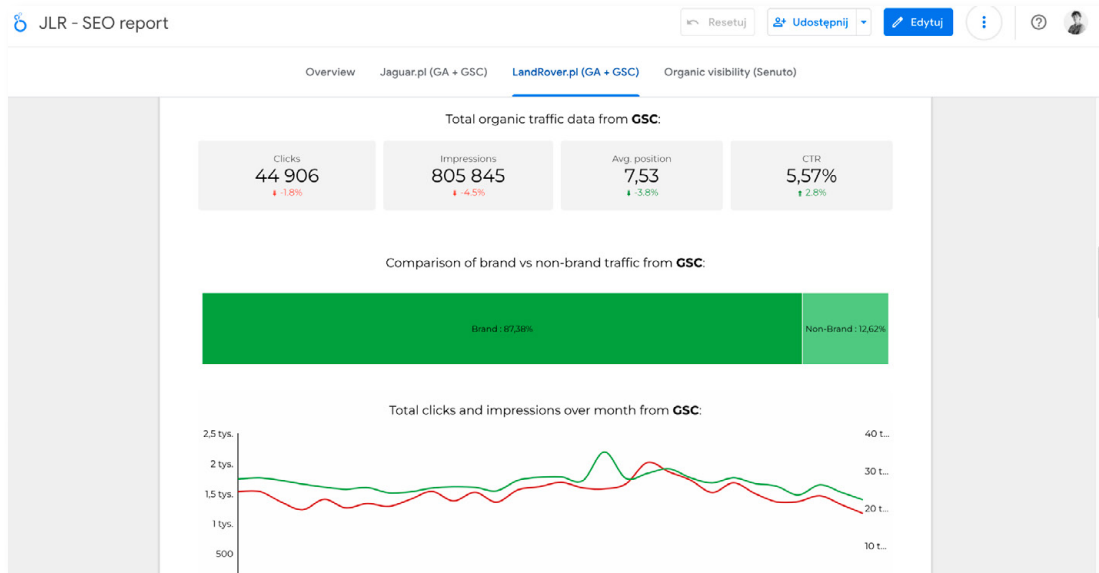 JLR - SEO report
Resetuj
Udostępnij
Edytuj
Overview
Jaguar.pl (GA + GSC)
LandRover.pl (GA + GSC)
Organic visibility (Senuto)
Total organic traffic data from GSC:
Clicks
44 906
-1.8%
Impressions
805 845
-4.5%
Avg. position
7,53
-3.8%
CTR
5,57%
2.8%
Comparison of brand vs non-brand traffic from GSC:
Brand : 87,38%
Non-Brand : 12,62%
Total clicks and impressions over month from GSC:
2,5 tys.
2 tys.
1,5 tys.
1 tys.
500
40 t...
30 t...
20 t...
10 t...